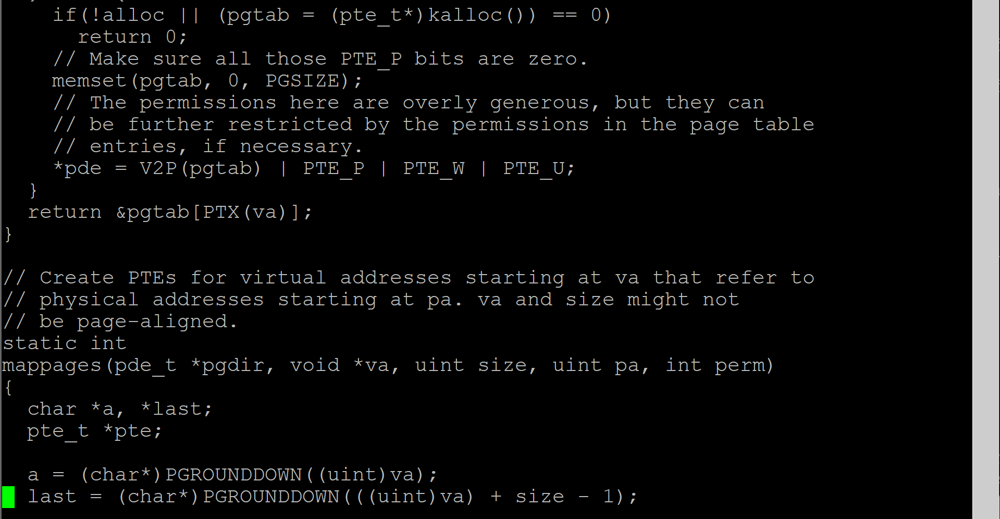 if(!alloc || (pgtab = (pte_t*)kalloc()) == 0)
      return 0;
    // Make sure all those PTE_P bits are zero.
    memset(pgtab, 0, PGSIZE);
    // The permissions here are overly generous, but they can
    // be further restricted by the permissions in the page table
    // entries, if necessary.
    *pde = V2P(pgtab) | PTE_P | PTE_W | PTE_U;
  }
  return &pgtab[PTX(va)];
}

// Create PTEs for virtual addresses starting at va that refer to
// physical addresses starting at pa. va and size might not
// be page-aligned.
static int
mappages(pde_t *pgdir, void *va, uint size, uint pa, int perm)
{
  char *a, *last;
  pte_t *pte;

  a = (char*)PGROUNDDOWN((uint)va);
  last = (char*)PGROUNDDOWN(((uint)va) + size - 1);